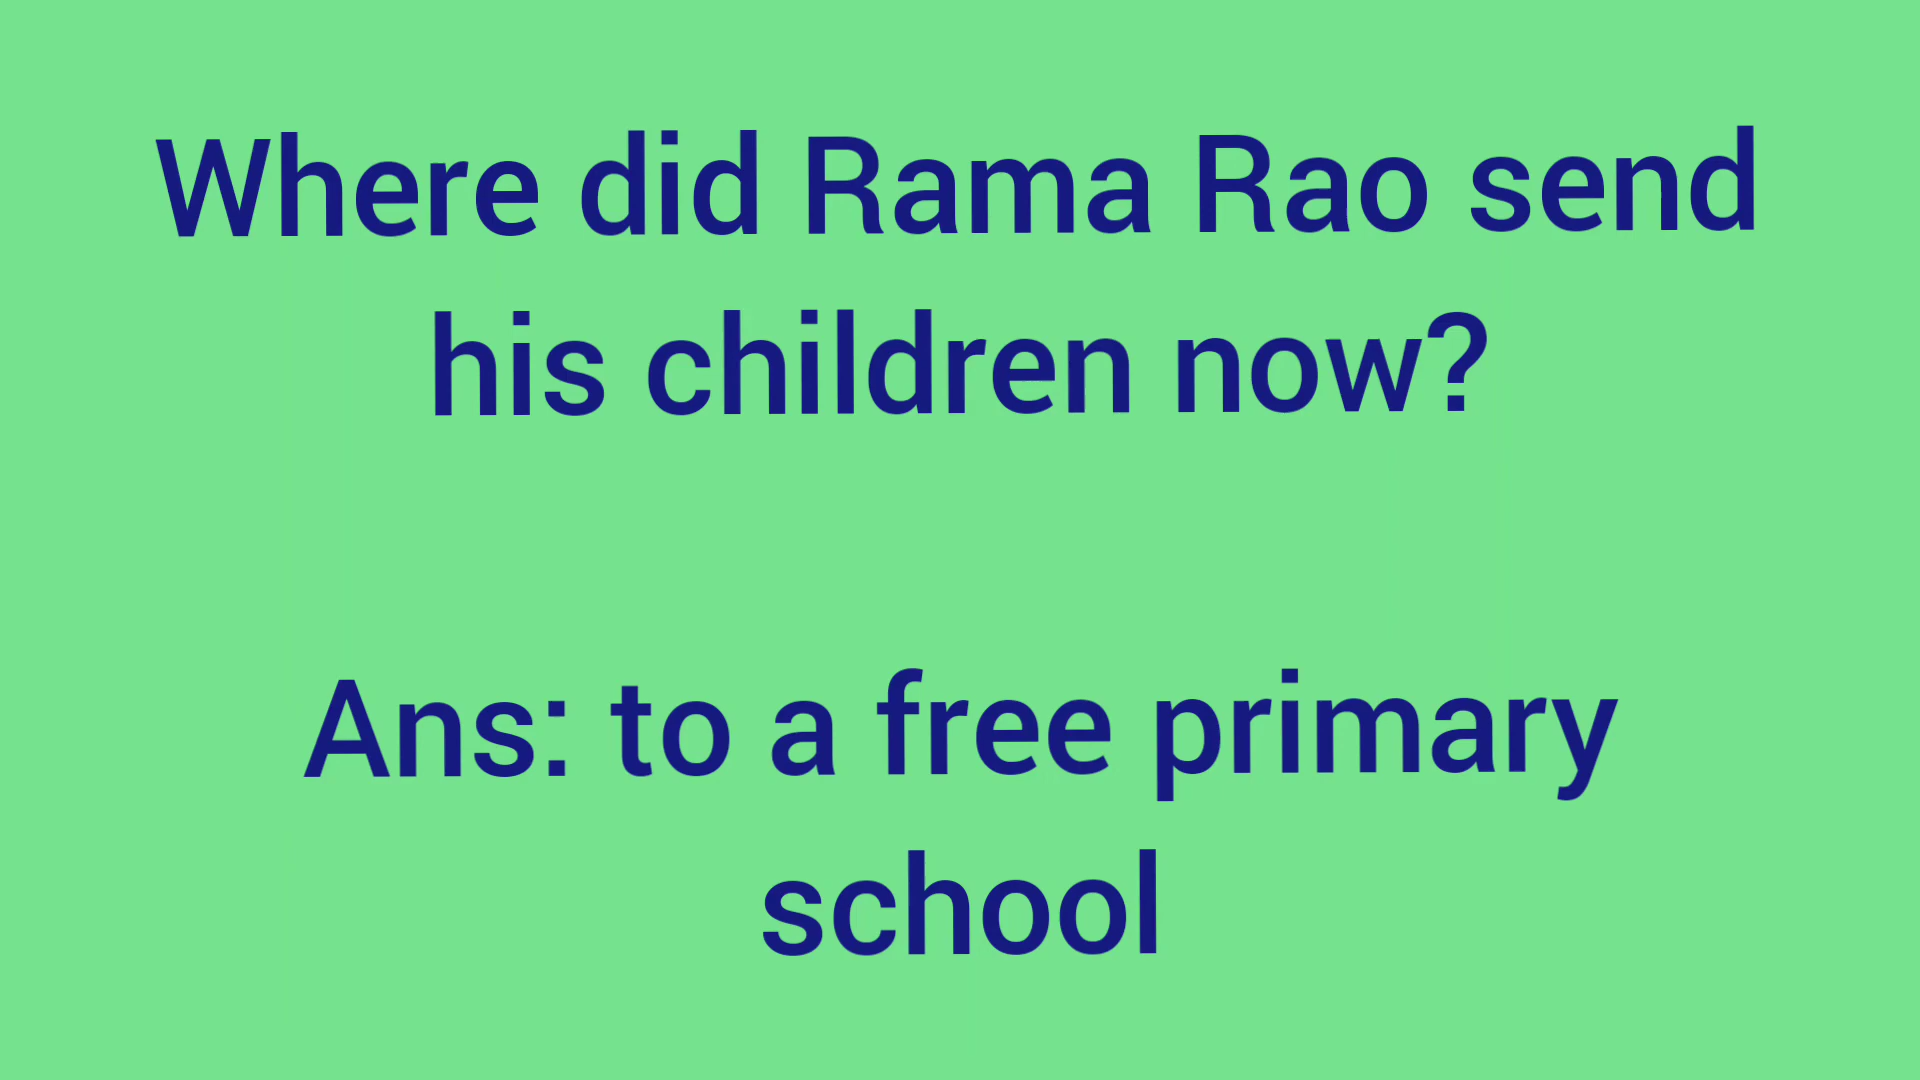 Where did Rama Rao send
his children now?
Ans: to a free primary
school